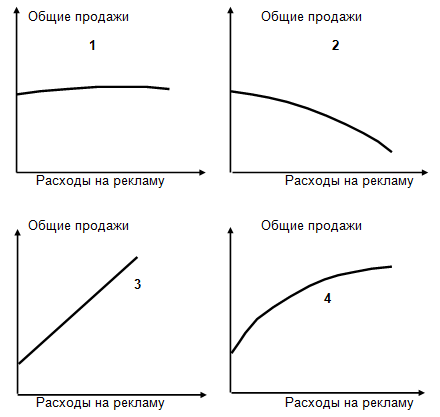 Общие продажи
1
Расходы на рекламу
Общие продажи
2
Расходы на рекламу
Общие продажи
3
Расходы на рекламу
Общие продажи
4
Расходы на рекламу